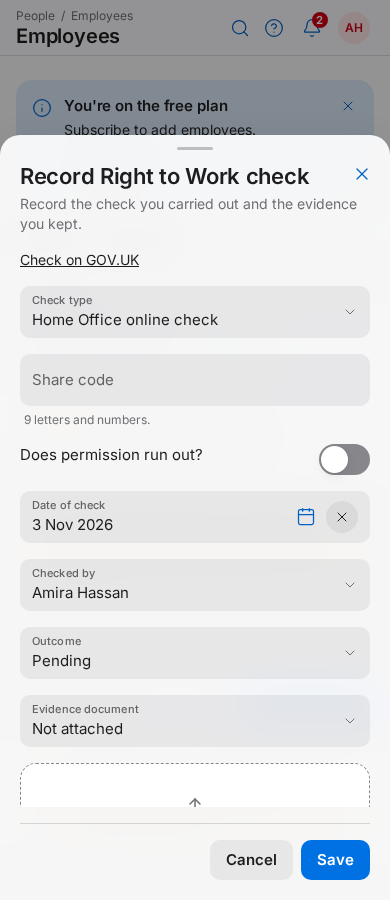 People / Employees
Employees
2
AH
You're on the free plan
Subscribe to add employees.
Record Right to Work check
Record the check you carried out and the evidence
you kept.
Check on GOV.UK
Check type
Home Office online check
Share code
9 letters and numbers.
Does permission run out?
Date of check
3 Nov 2026
Checked by
Amira Hassan
Outcome
Pending
Evidence document
Not attached
Cancel
Save